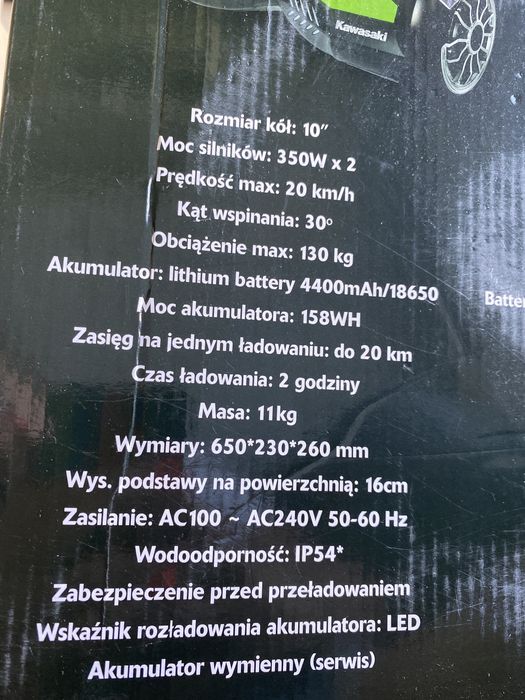 Kawasaki
Rozmiar kół: 10"
Moc silników: 350W x 2
Prędkość max: 20 km/h
Kąt wspinania: 30°
Obciążenie max: 130 kg
Akumulator: lithium battery 4400mAh/18650
Batter
Moc akumulatora: 158WH
Zasięg na jednym ładowaniu: do 20 km
Czas ładowania: 2 godziny
Masa: 11kg
Wymiary: 650*230*260 mm
Wys. podstawy na powierzchnią: 16cm
Zasilanie: AC100 ~ AC240V 50-60 Hz
Wodoodporność: IP54*
Zabezpieczenie przed przeładowaniem
Wskaźnik rozładowania akumulatora: LED
Akumulator wymienny (serwis)